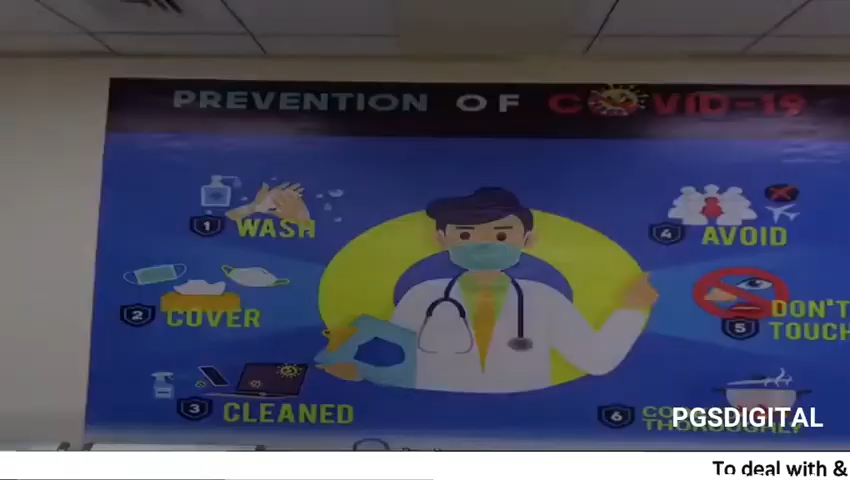 PREVENTION OF COVID-19
1 WASH
2 COVER
3 CLEANED
4 AVOID
5 DON'T
TOUCH
6
PGSDIGITAL
To deal with &